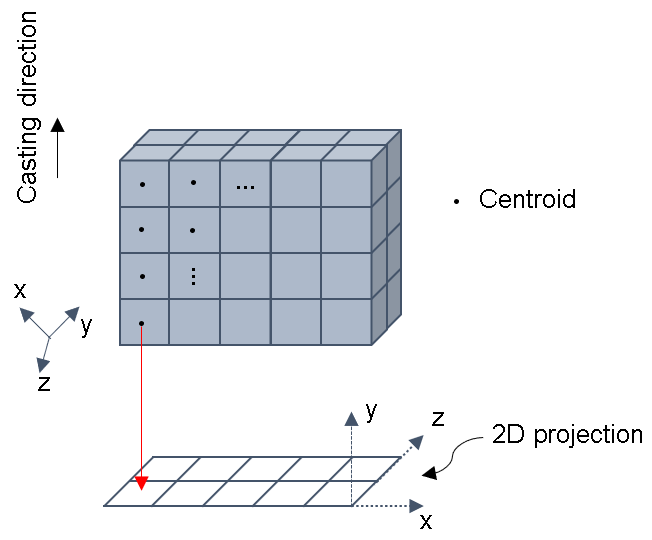 Casting direction
...
Centroid
x
y
z
y
z
2D projection
x